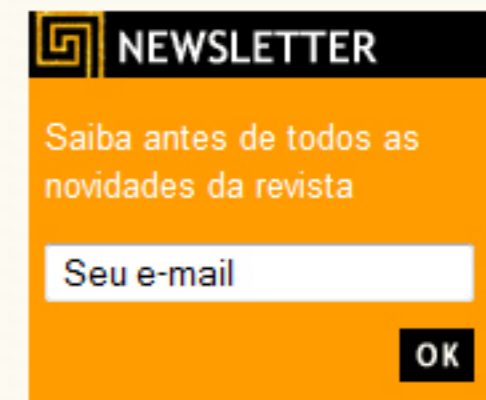 NEWSLETTER
Saiba antes de todos as
novidades da revista
Seu e-mail
OK